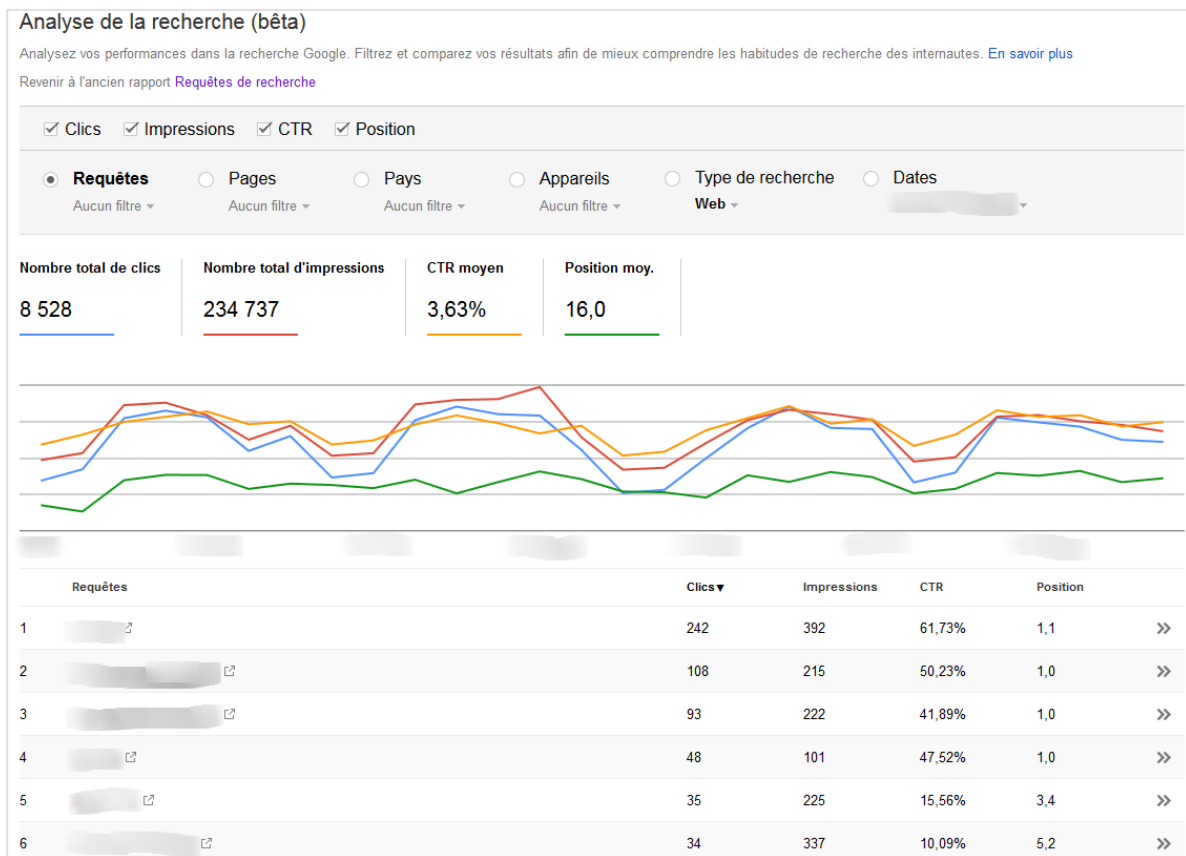 Analyse de la recherche (bêta)
Analysez vos performances dans la recherche Google. Filtrez et comparez vos résultats afin de mieux comprendre les habitudes de recherche des internautes. En savoir plus
Revenir à l'ancien rapport Requêtes de recherche
Clics Impressions CTR Position
Requêtes Pages Pays Appareils Type de recherche Dates
Aucun filtre Aucun filtre Aucun filtre Aucun filtre Web
Nombre total de clics Nombre total d'impressions CTR moyen Position moy.
8 528 234 737 3,63% 16,0
Requêtes Clics▼ Impressions CTR Position
1 242 392 61,73% 1,1 »
2 108 215 50,23% 1,0 »
3 93 222 41,89% 1,0 »
4 48 101 47,52% 1,0 »
5 35 225 15,56% 3,4 »
6 34 337 10,09% 5,2 »